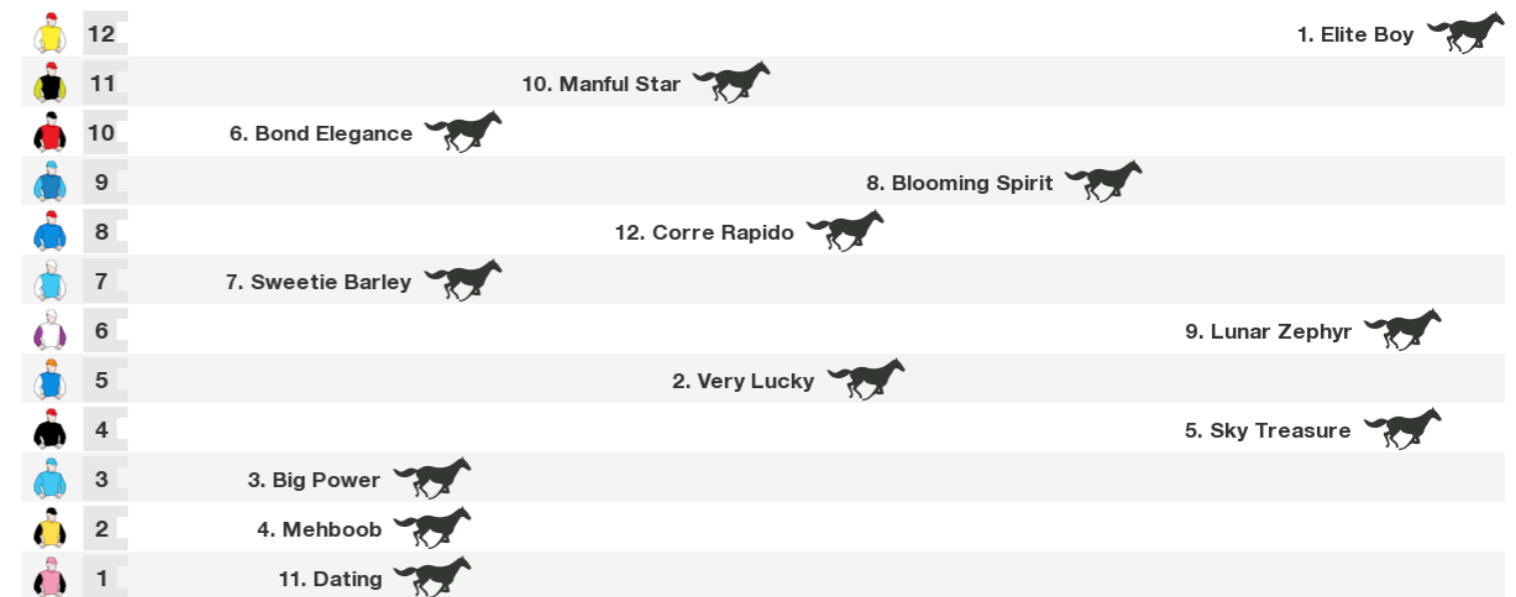 12 1. Elite Boy
11 10. Manful Star
10 6. Bond Elegance
9 8. Blooming Spirit
8 12. Corre Rapido
7 7. Sweetie Barley
6 9. Lunar Zephyr
5 2. Very Lucky
4 5. Sky Treasure
3 3. Big Power
2 4. Mehboob
1 11. Dating